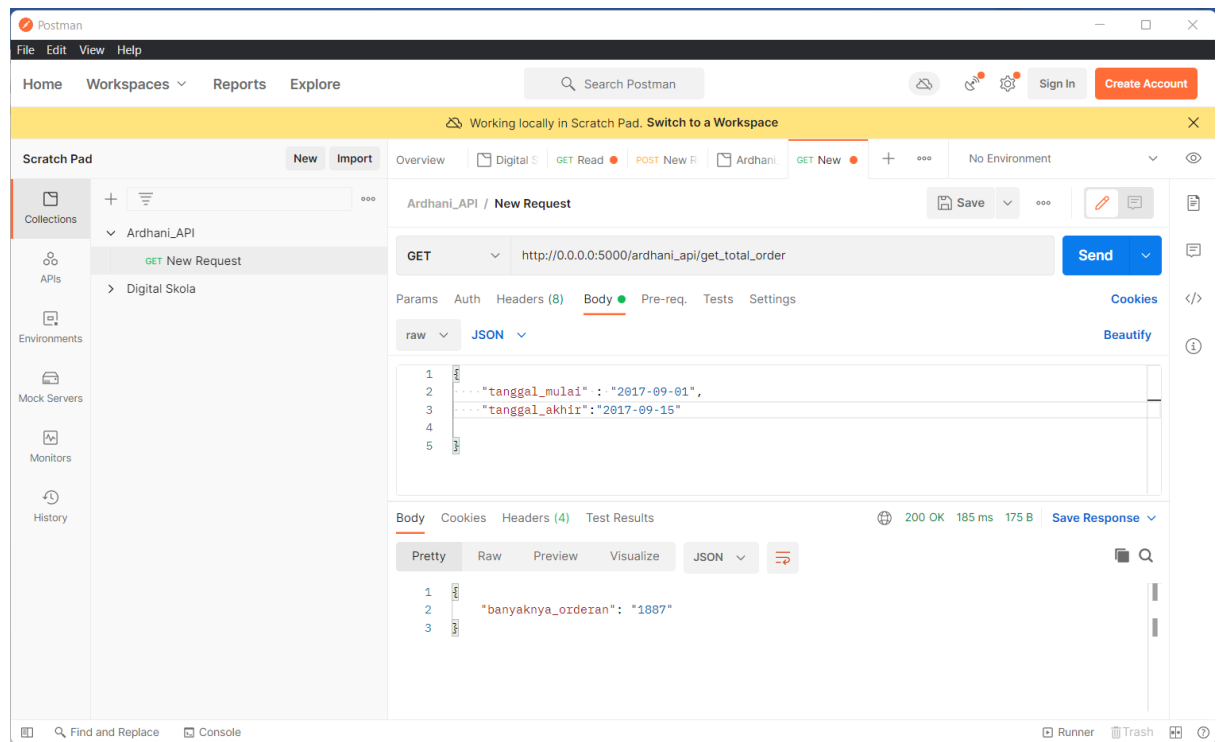 Postman
File Edit View Help
Home Workspaces Reports Explore Search Postman Sign In Create Account
Working locally in Scratch Pad. Switch to a Workspace
Scratch Pad New Import
Overview Digital S GET Read POST New R Ardhani. GET New No Environment
Collections
APIs
Environments
Mock Servers
Monitors
History
Ardhani_API
GET New Request
Digital Skola
Ardhani_API / New Request Save
GET http://0.0.0.0:5000/ardhani_api/get_total_order Send
Params Auth Headers (8) Body Pre-req. Tests Settings Cookies
raw JSON Beautify
1 {
2 "tanggal_mulai" : "2017-09-01",
3 "tanggal_akhir":"2017-09-15"
4
5 }
Body Cookies Headers (4) Test Results 200 OK 185 ms 175 B Save Response
Pretty Raw Preview Visualize JSON
1 {
2 "banyaknya_orderan": "1887"
3 }
Find and Replace Console Runner Trash